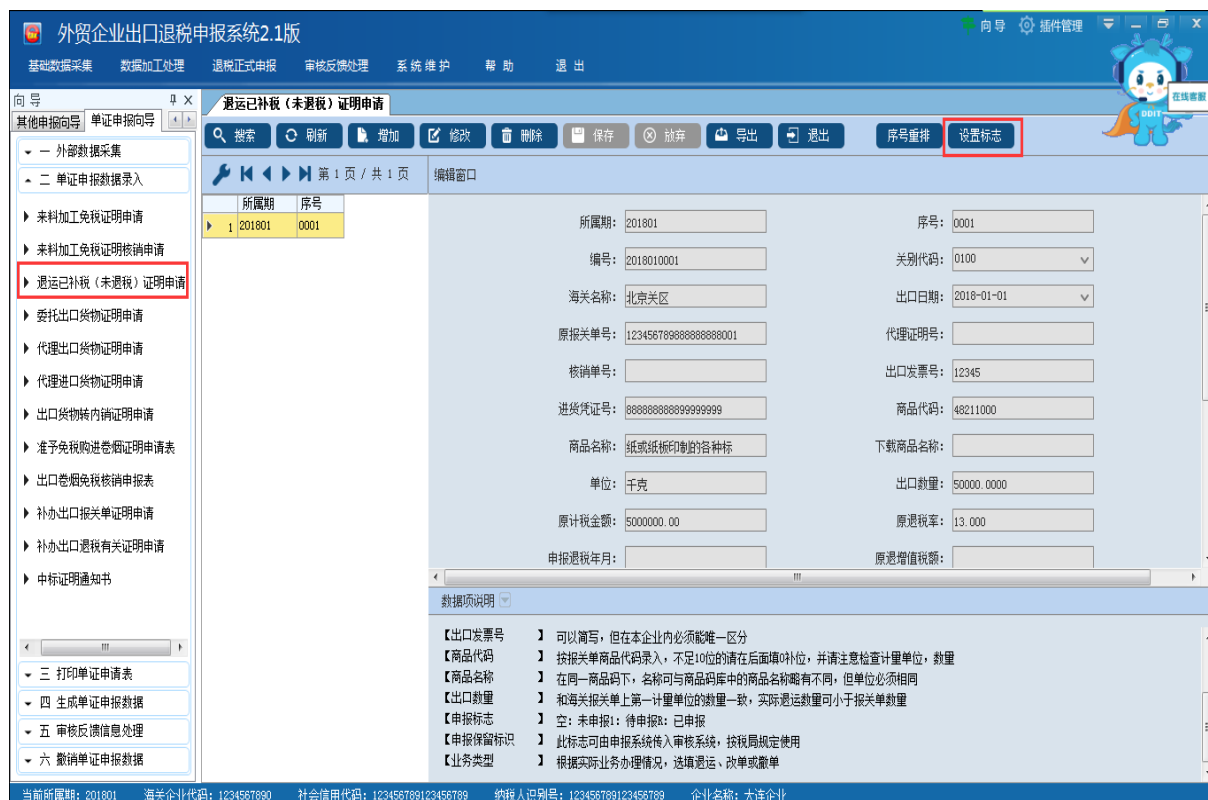 外贸企业出口退税申报系统2.1版
向导 插件管理
基础数据采集 数据加工处理 退税正式申报 审核反馈处理 系统维护 帮助 退出
在线客服
DDIT
向导
其他申报向导 单证申报向导
一 外部数据采集
二 单证申报数据录入
来料加工免税证明申请
来料加工免税证明核销申请
退运已补税（未退税）证明申请
委托出口货物证明申请
代理出口货物证明申请
代理进口货物证明申请
出口货物转内销证明申请
准予免税购进卷烟证明申请表
出口卷烟免税核销申报表
补办出口报关单证明申请
补办出口退税有关证明申请
中标证明通知书
三 打印单证申请表
四 生成单证申报数据
五 审核反馈信息处理
六 撤销单证申报数据
退运已补税（未退税）证明申请
搜索 刷新 增加 修改 删除 保存 放弃 导出 退出 序号重排 设置标志
第 1 页 / 共 1 页
编辑窗口
所属期 序号
1 201801 0001
所属期: 201801 序号: 0001
编号: 2018010001 关别代码: 0100
海关名称: 北京关区 出口日期: 2018-01-01
原报关单号: 123456789888888888001 代理证明号:
核销单号: 出口发票号: 12345
进货凭证号: 888888888899999999 商品代码: 48211000
商品名称: 纸或纸板印制的各种标 下载商品名称:
单位: 千克 出口数量: 50000.0000
原计税金额: 5000000.00 原退税率: 13.000
申报退税年月: 原退增值税额:
数据项说明
【出口发票号 】 可以简写，但在本企业内必须能唯一区分
【商品代码 】 按报关单商品代码录入，不足10位的请在后面填0补位，并请注意检查计量单位，数量
【商品名称 】 在同一商品码下，名称可与商品码库中的商品名称略有不同，但单位必须相同
【出口数量 】 和海关报关单上第一计量单位的数量一致，实际退运数量可小于报关单数量
【申报标志 】 空: 未申报1: 待申报R: 已申报
【申报保留标识 】 此标志可由申报系统传入审核系统，按税局规定使用
【业务类型 】 根据实际业务办理情况，选填退运、改单或撤单
当前所属期: 201801 海关企业代码: 1234567890 社会信用代码: 123456789123456789 纳税人识别号: 123456789123456789 企业名称: 大连企业